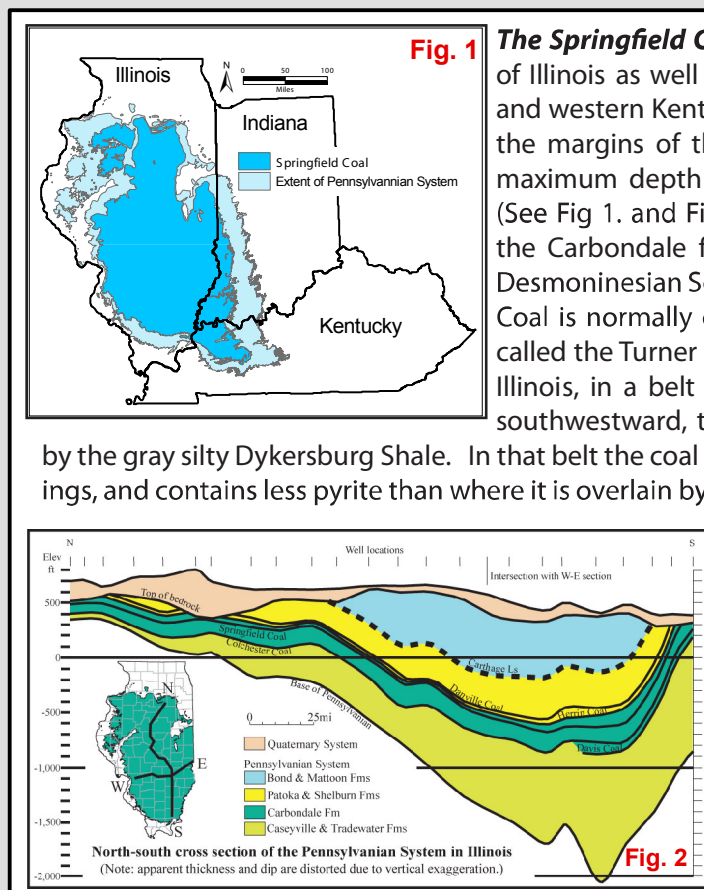 Fig. 1
N
0 50 100
Miles
Illinois
Indiana
Springfield Coal
Extent of Pennsylvannian System
Kentucky
The Springfield C
of Illinois as well
and western Kent
the margins of th
maximum depth
(See Fig 1. and Fi
the Carbondale f
Desmoninesian Se
Coal is normally
called the Turner
Illinois, in a belt
southwestward, t
by the gray silty Dykersburg Shale. In that belt the coal
ings, and contains less pyrite than where it is overlain by
N
S
Elev
ft
Well locations
Intersection with W-E section
500
0
-500
-1,000
-1,500
-2,000
Top of bedrock
Springfield Coal
Colchester Coal
Base of Pennsylvanian
Carthage Ls
Danville Coal
Herrin Coal
Davis Coal
N
W
E
S
0 25mi
Quaternary System
Pennsylvanian System
Bond & Mattoon Fms
Patoka & Shelburn Fms
Carbondale Fm
Caseyville & Tradewater Fms
North-south cross section of the Pennsylvanian System in Illinois
(Note: apparent thickness and dip are distorted due to vertical exaggeration.)
Fig. 2